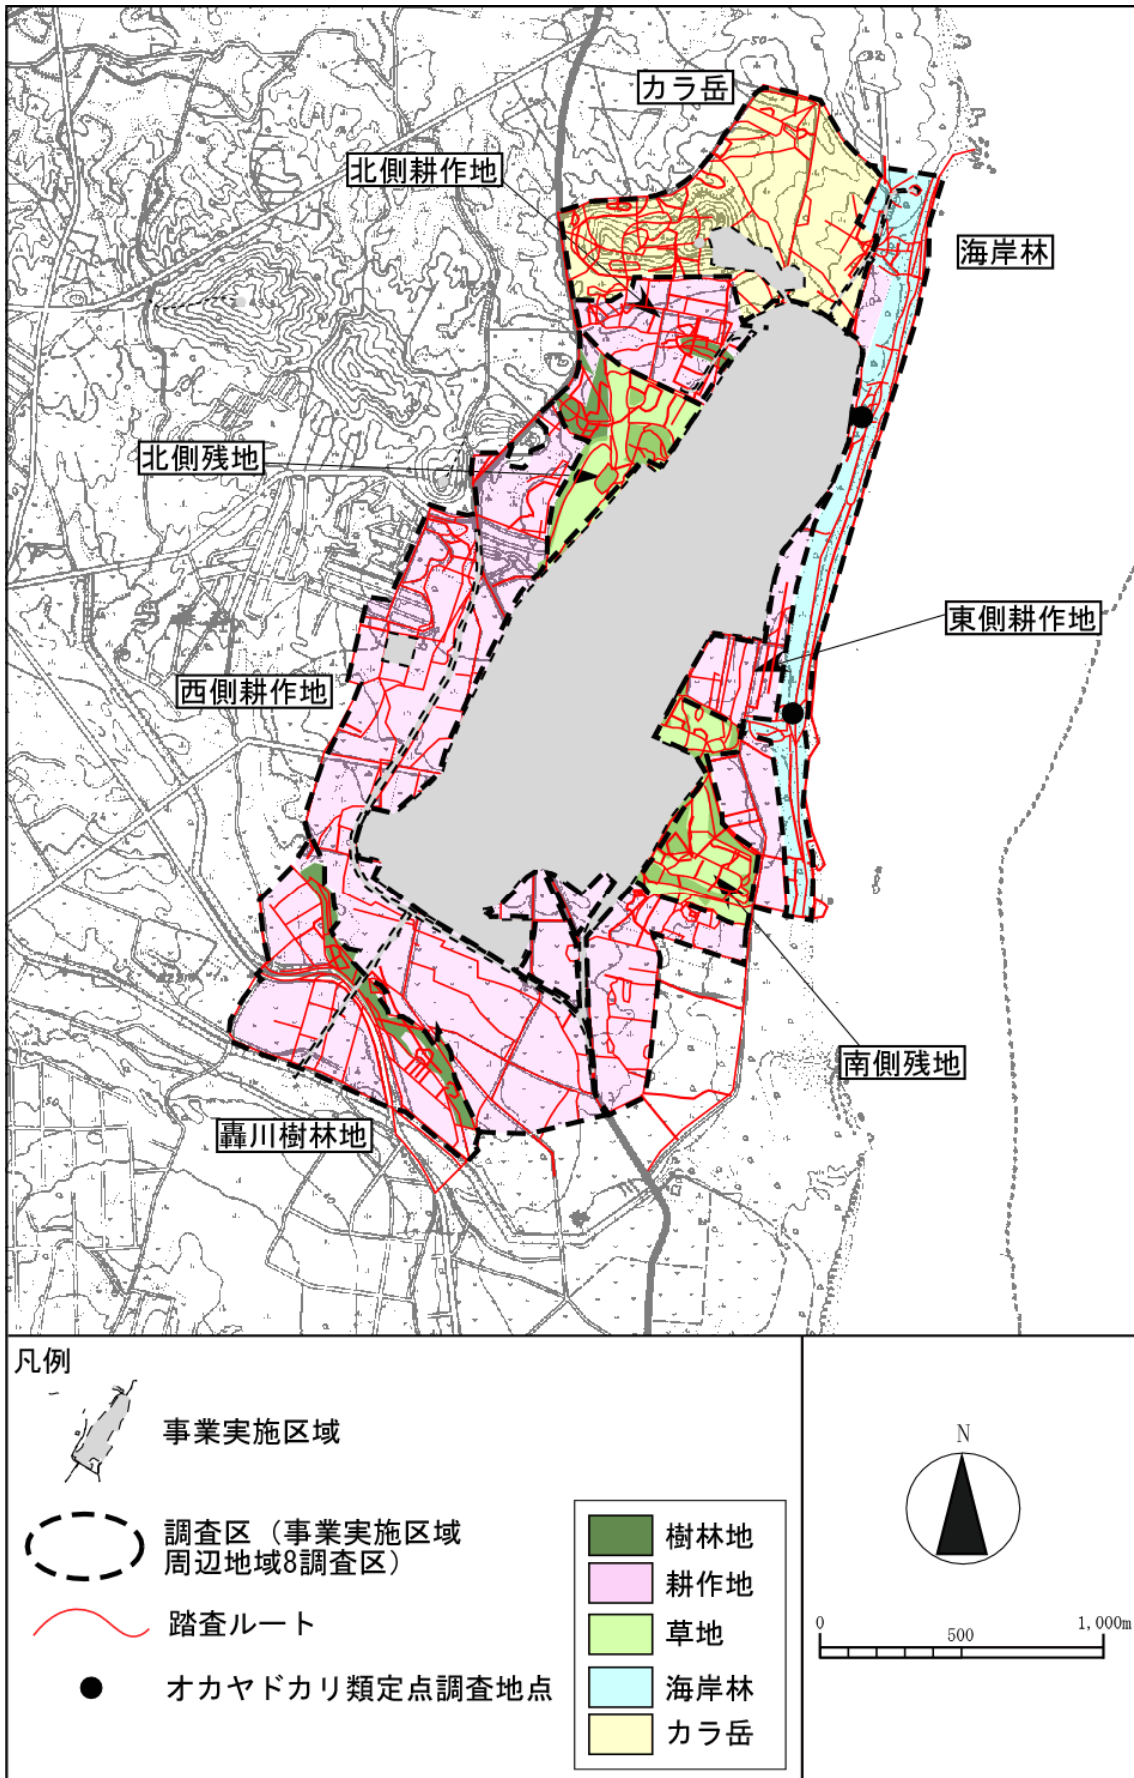 カラ岳
北側耕作地
海岸林
北側残地
東側耕作地
西側耕作地
南側残地
轟川樹林地
凡例
事業実施区域
調査区（事業実施区域
周辺地域8調査区）
踏査ルート
オカヤドカリ類定点調査地点
樹林地
耕作地
草地
海岸林
カラ岳
N
0
500
1,000m